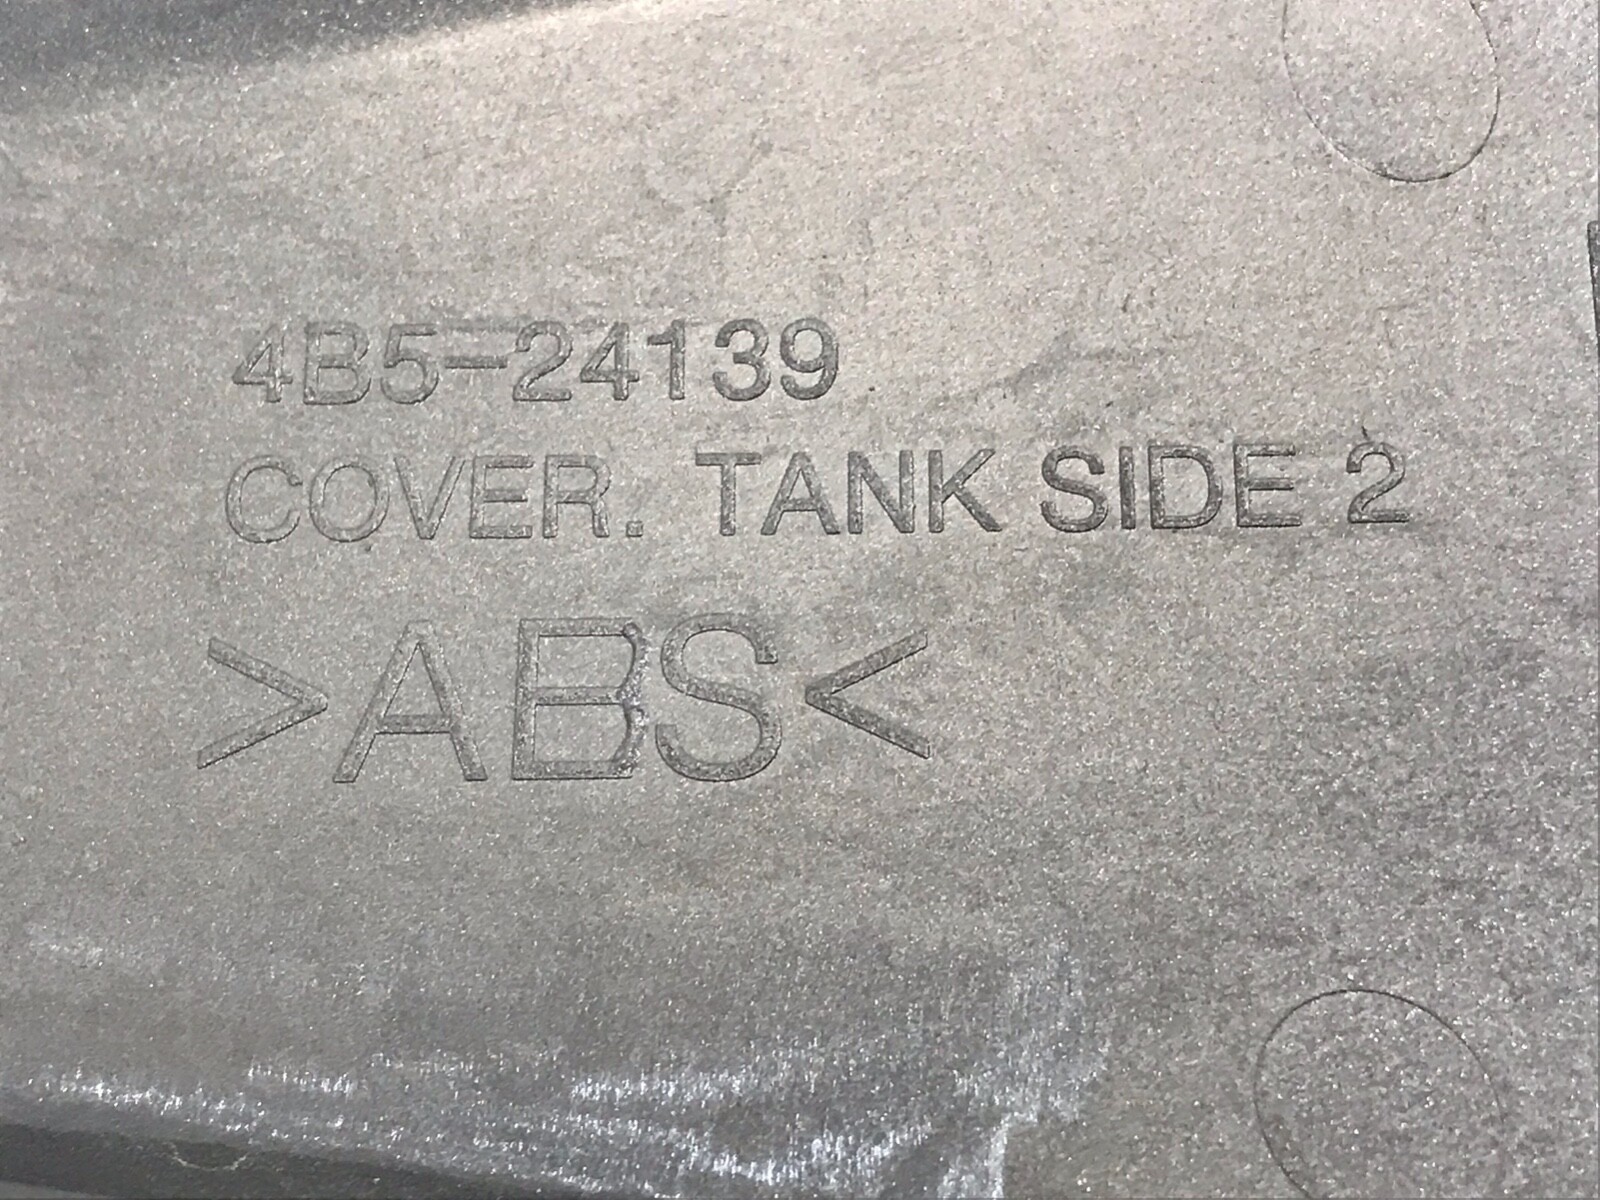 4B5-24139
COVER. TANK SIDE 2
>ABS<